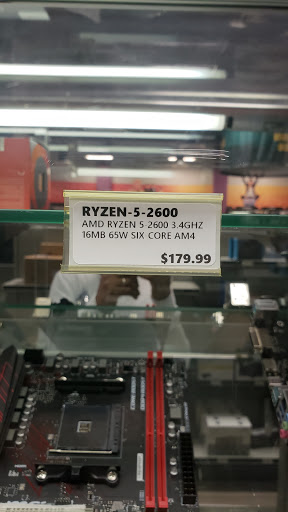 RYZEN-5-2600
AMD RYZEN 5 2600 3.4GHZ
16MB 65W SIX CORE AM4
$179.99